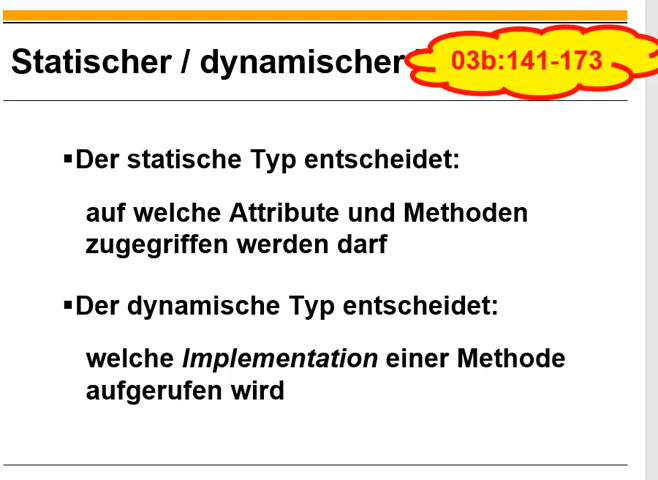 Statischer / dynamischer
03b:141-173
▪Der statische Typ entscheidet:
auf welche Attribute und Methoden
zugegriffen werden darf
▪Der dynamische Typ entscheidet:
welche Implementation einer Methode
aufgerufen wird